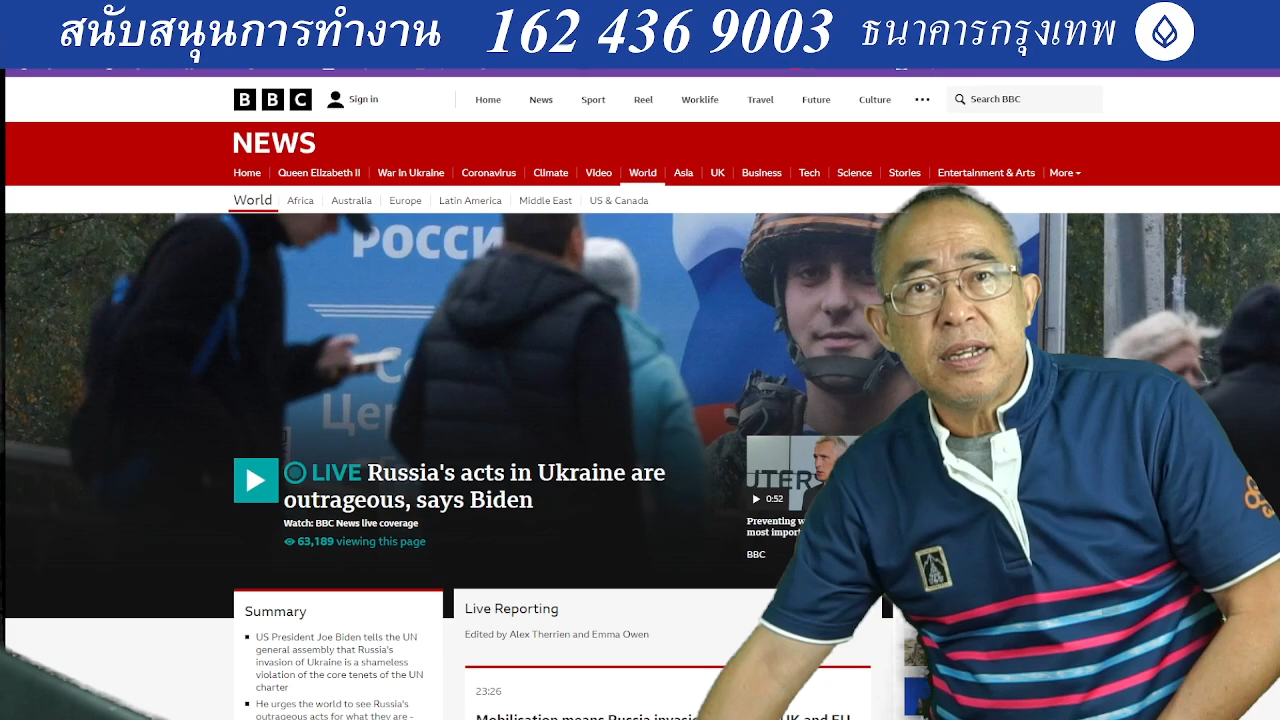 สนับสนุนการทำงาน 162 436 9003 ธนาคารกรุงเทพ
BBC Sign in Home News Sport Reel Worklife Travel Future Culture Search BBC
NEWS
Home Queen Elizabeth II War in Ukraine Coronavirus Climate Video World Asia UK Business Tech Science Stories Entertainment & Arts More
World Africa Australia Europe Latin America Middle East US & Canada
РОССИ
LIVE Russia's acts in Ukraine are
outrageous, says Biden
Watch: BBC News live coverage
63,189 viewing this page
UTER
0:52
Preventing
BBC
Summary
US President Joe Biden tells the UN
general assembly that Russia's
invasion of Ukraine is a shameless
violation of the core tenets of the UN
charter
He urges the world to see Russia's
outrageous acts for what they are -
Live Reporting
Edited by Alex Therrien and Emma Owen
23:26
Mobilisation means Russia